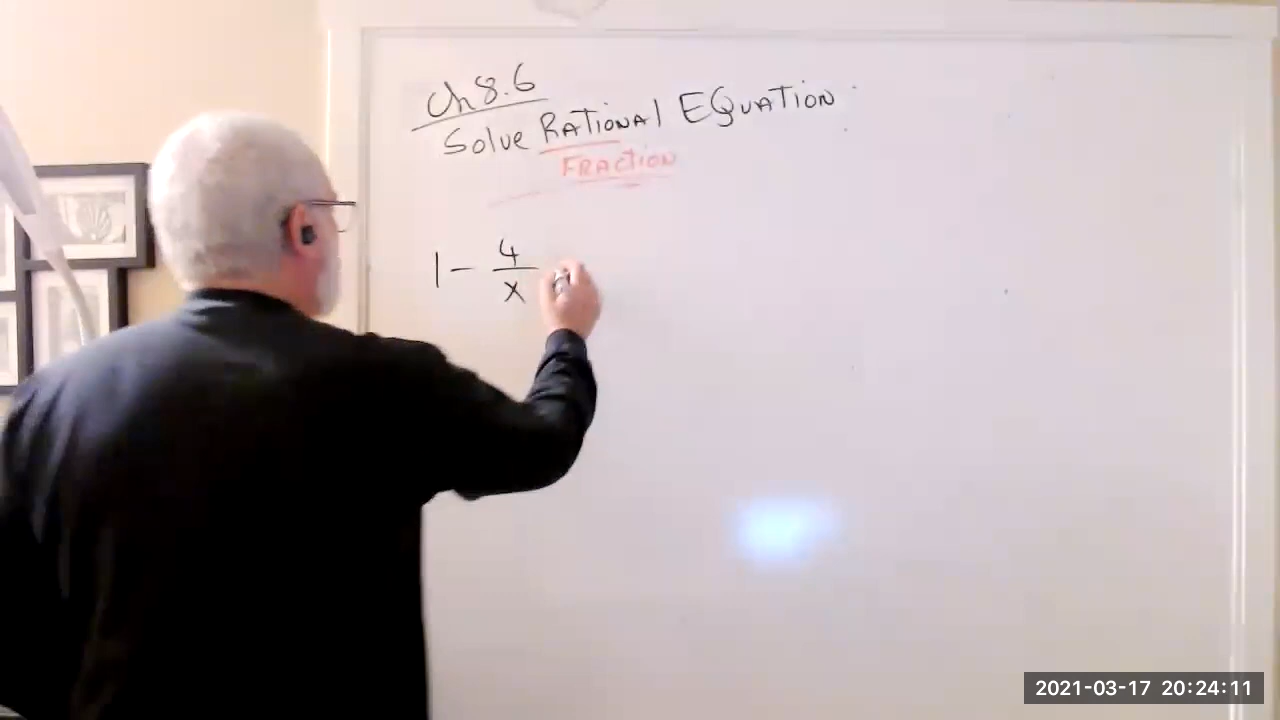 Ch 8.6
Solve Rational EQuation
Fraction
1 - 4/x
2021-03-17 20:24:11